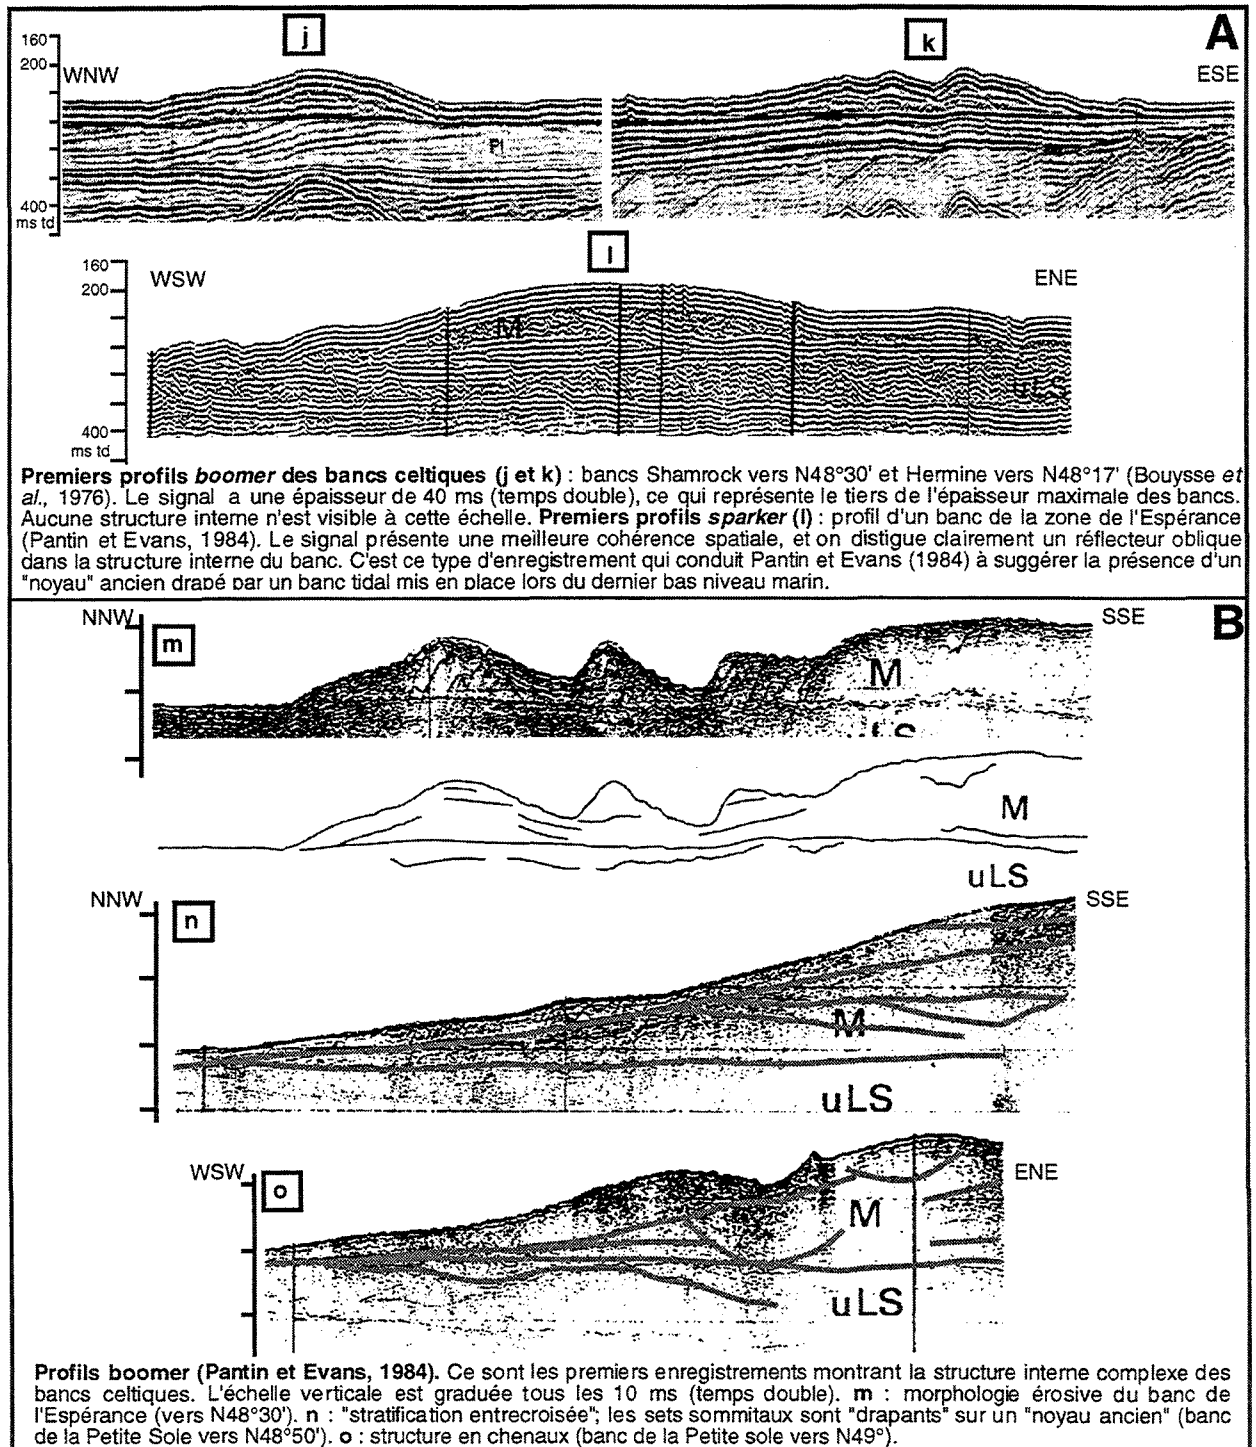 A
j
k
160
200
WNW
ESE
Pl
400
ms td
l
160
200
WSW
ENE
M
uLS
400
ms td
Premiers profils boomer des bancs celtiques (j et k) : bancs Shamrock vers N48°30' et Hermine vers N48°17' (Bouysse et
al., 1976). Le signal a une épaisseur de 40 ms (temps double), ce qui représente le tiers de l'épaisseur maximale des bancs.
Aucune structure interne n'est visible à cette échelle. Premiers profils sparker (l) : profil d'un banc de la zone de l'Espérance
(Pantin et Evans, 1984). Le signal présente une meilleure cohérence spatiale, et on distigue clairement un réflecteur oblique
dans la structure interne du banc. C'est ce type d'enregistrement qui conduit Pantin et Evans (1984) à suggérer la présence d'un
"noyau" ancien drapé par un banc tidal mis en place lors du dernier bas niveau marin.
B
NNW
m
SSE
M
uLS
M
uLS
NNW
n
SSE
M
uLS
WSW
o
ENE
M
uLS
Profils boomer (Pantin et Evans, 1984). Ce sont les premiers enregistrements montrant la structure interne complexe des
bancs celtiques. L'échelle verticale est graduée tous les 10 ms (temps double). m : morphologie érosive du banc de
l'Espérance (vers N48°30'). n : "stratification entrecroisée"; les sets sommitaux sont "drapants" sur un "noyau ancien" (banc
de la Petite Sole vers N48°50'). o : structure en chenaux (banc de la Petite sole vers N49°).